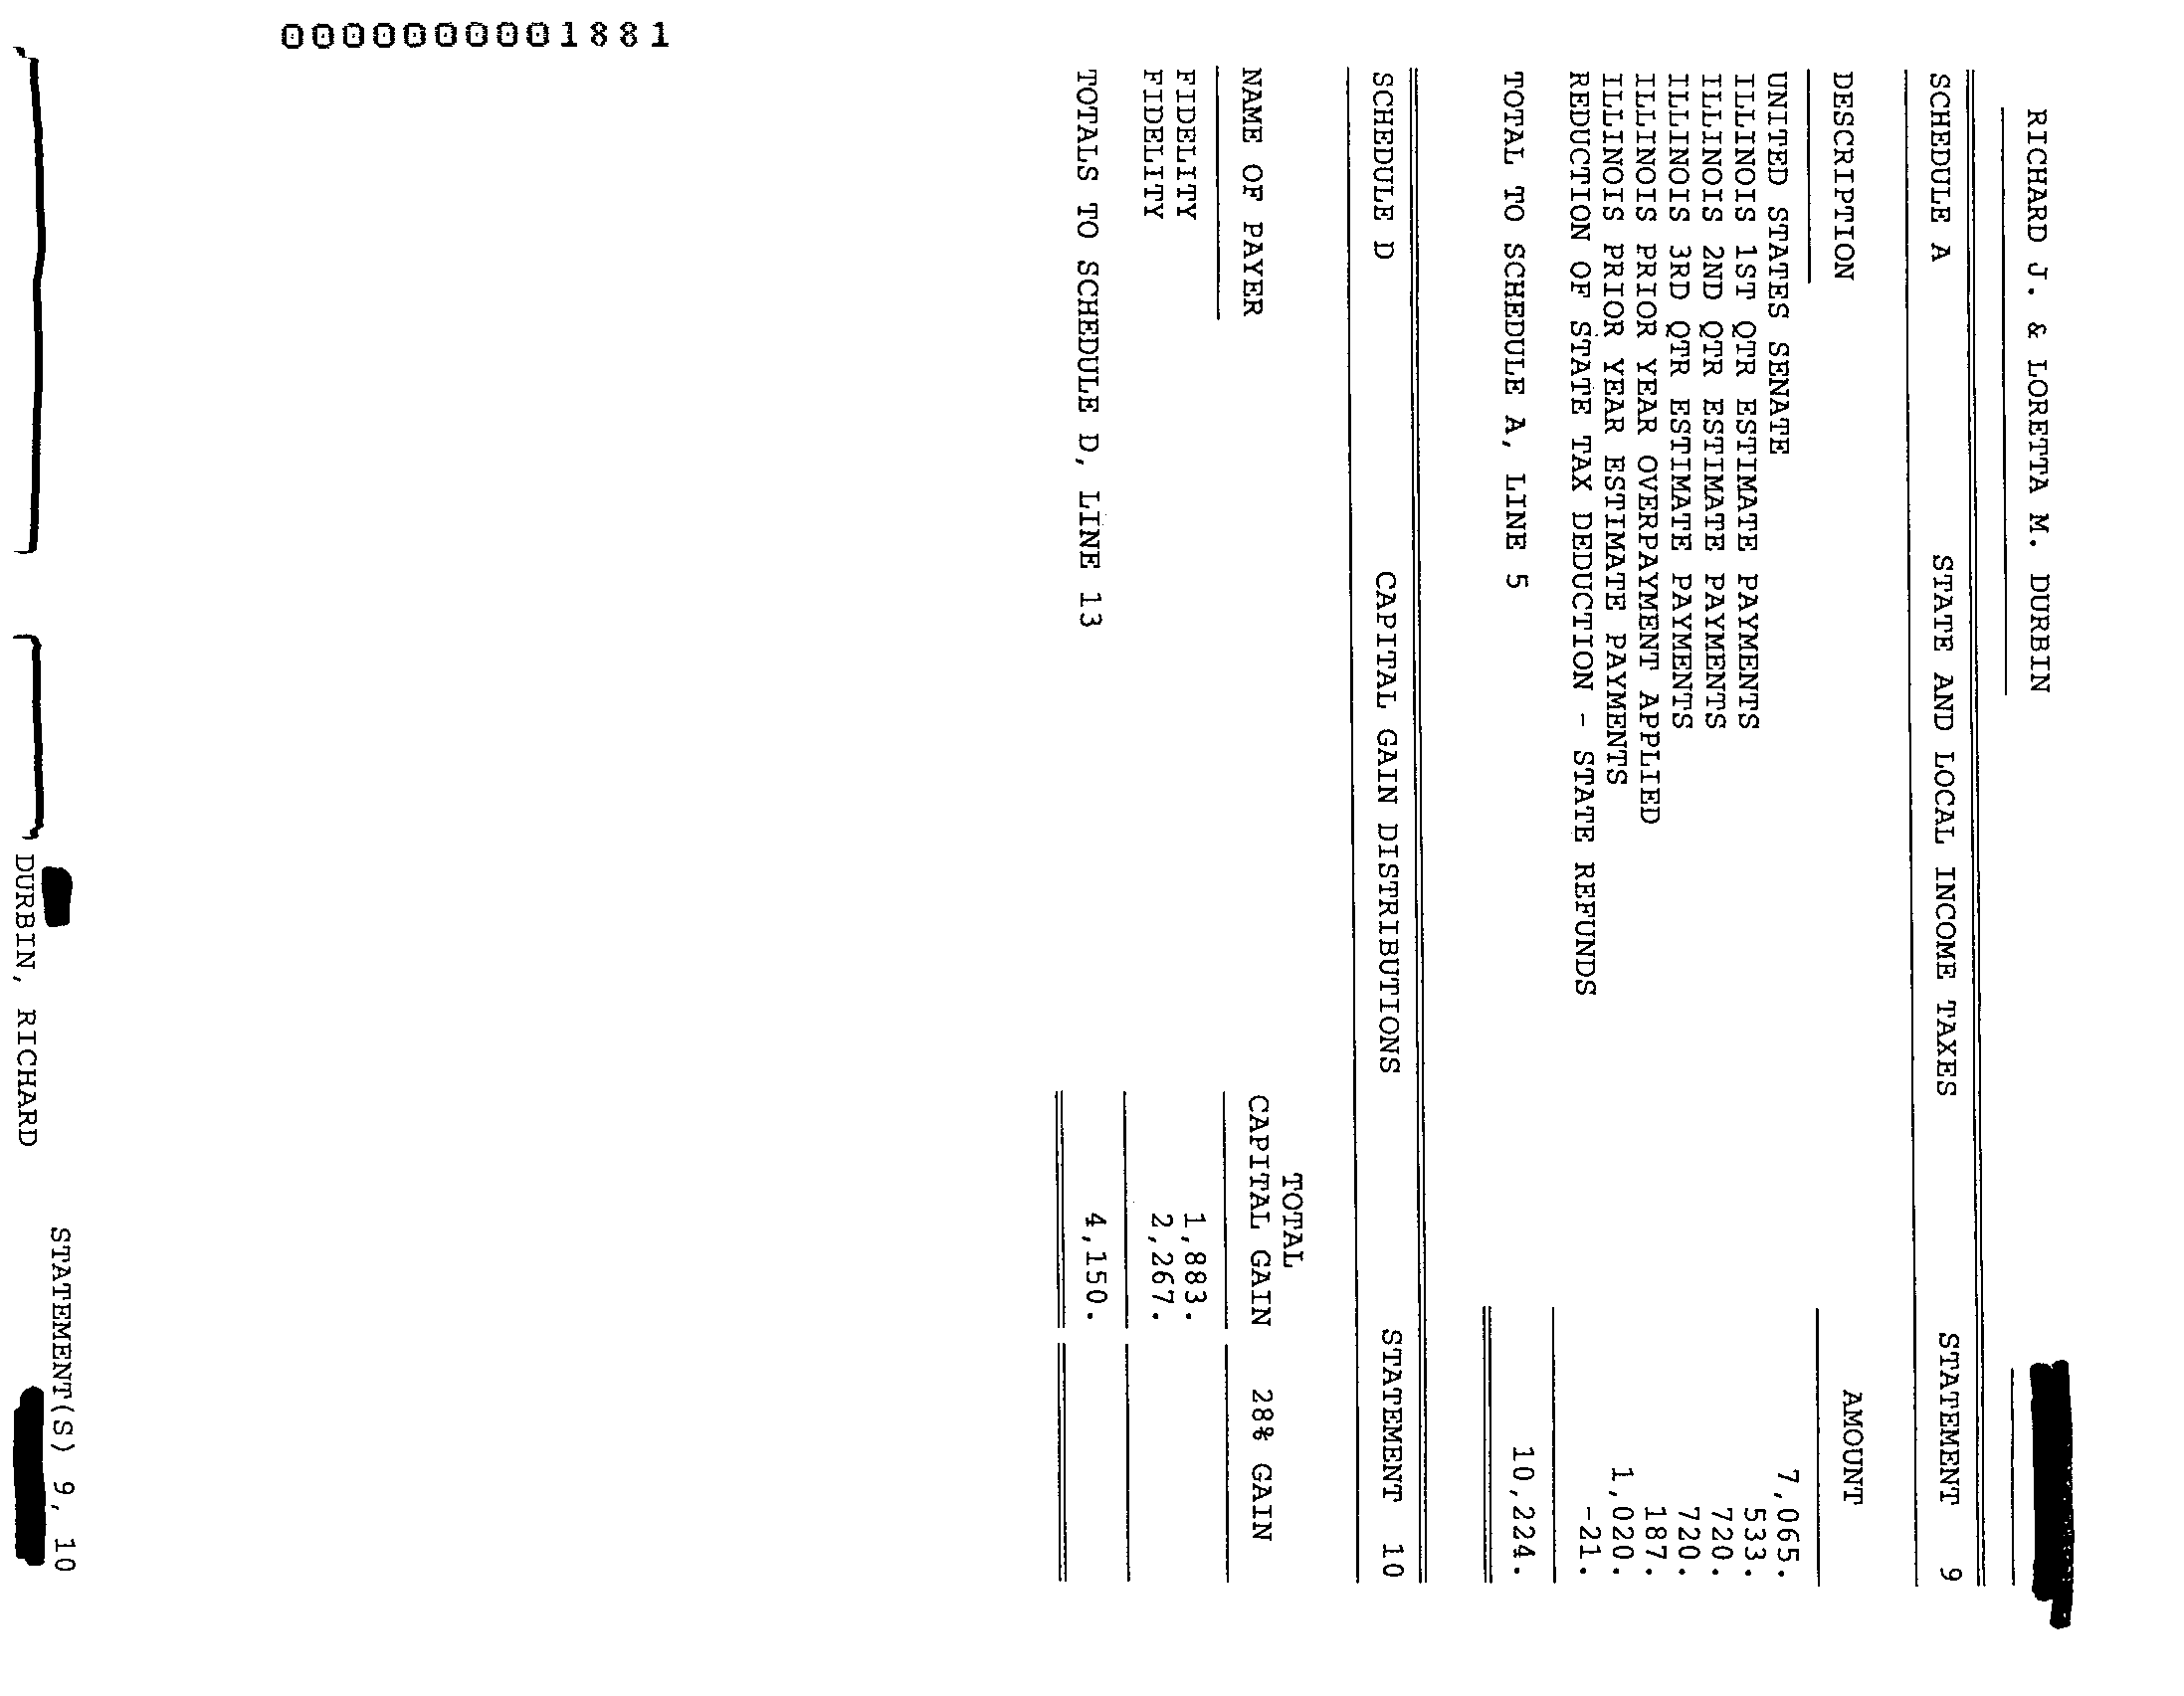 RICHARD J. & LORETTA M. DURBIN
SCHEDULE A STATE AND LOCAL INCOME TAXES STATEMENT 9
DESCRIPTION AMOUNT
UNITED STATES SENATE 7,065.
ILLINOIS 1ST QTR ESTIMATE PAYMENTS 533.
ILLINOIS 2ND QTR ESTIMATE PAYMENTS 720.
ILLINOIS 3RD QTR ESTIMATE PAYMENTS 720.
ILLINOIS PRIOR YEAR OVERPAYMENT APPLIED 187.
ILLINOIS PRIOR YEAR ESTIMATE PAYMENTS 1,020.
REDUCTION OF STATE TAX DEDUCTION - STATE REFUNDS -21.
TOTAL TO SCHEDULE A, LINE 5 10,224.
SCHEDULE D CAPITAL GAIN DISTRIBUTIONS STATEMENT 10
TOTAL
NAME OF PAYER CAPITAL GAIN 28% GAIN
FIDELITY 1,883.
FIDELITY 2,267.
TOTALS TO SCHEDULE D, LINE 13 4,150.
STATEMENT(S) 9, 10
DURBIN, RICHARD
0000000001881